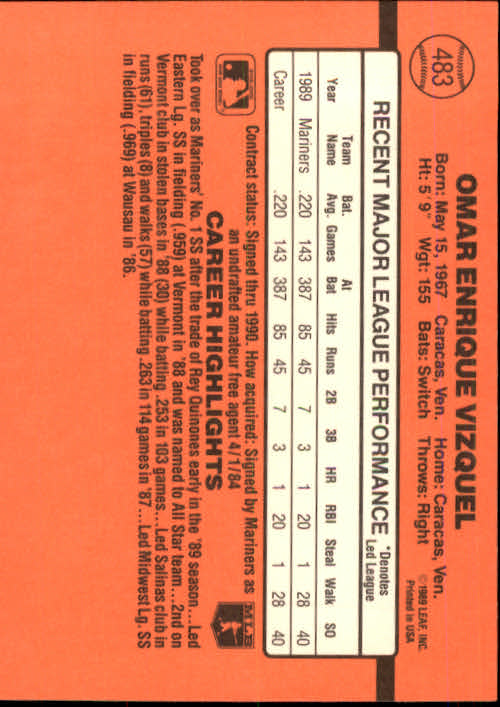 483
OMAR ENRIQUE VIZQUEL
Born: May 15, 1967 Caracas, Ven. Home: Caracas, Ven.
Ht: 5'9" Wgt: 155 Bats: Switch Throws: Right
©1989 LEAF, INC.
Printed in USA
RECENT MAJOR LEAGUE PERFORMANCE *Denotes Led League
Year Team Name Bat. Avg. Games At Bat Hits Runs 2B 3B HR RBI Steal Walk SO
1989 Mariners .220 143 387 85 45 7 3 1 20 1 28 40
Career .220 143 387 85 45 7 3 1 20 1 28 40
Contract status: Signed thru 1990. How acquired: Signed by Mariners as
an undrafted amateur free agent 4/1/84
MLB
CAREER HIGHLIGHTS
Took over as Mariners' No. 1 SS after the trade of Rey Quinones early in the '89 season...Led
Eastern Lg. SS in fielding (.959) at Vermont in '88 and was named to All Star team...2nd on
Vermont club in stolen bases in '88 (30) while batting .253 in 103 games...Led Salinas club in
runs (61), triples (8) and walks (57) while batting .263 in 114 games in '87...Led Midwest Lg. SS
in fielding (.969) at Wausau in '86.